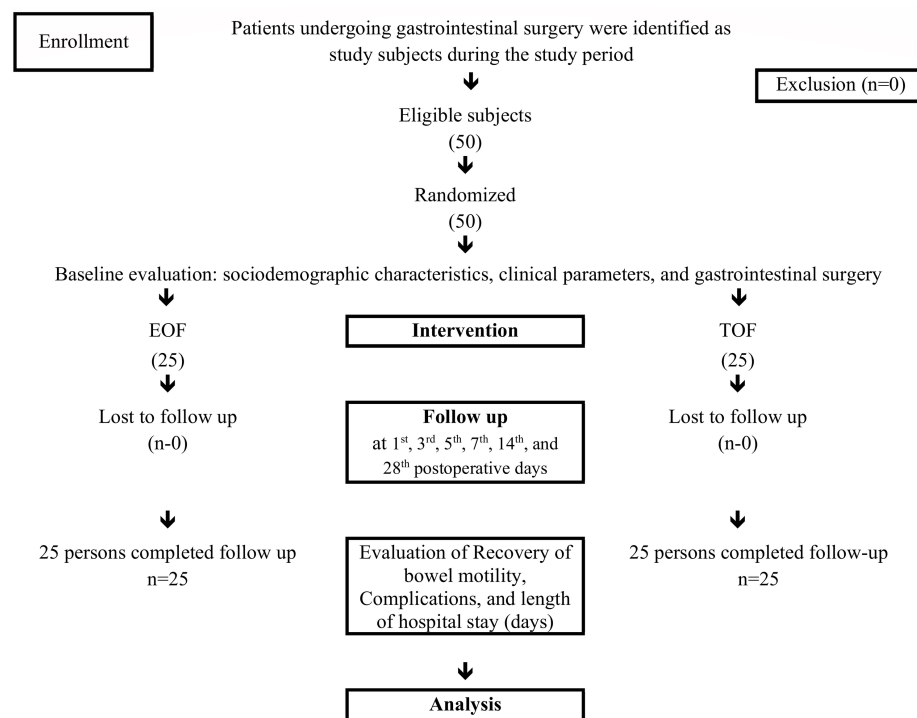 Enrollment
Patients undergoing gastrointestinal surgery were identified as
study subjects during the study period
Exclusion (n=0)
Eligible subjects
(50)
Randomized
(50)
Baseline evaluation: sociodemographic characteristics, clinical parameters, and gastrointestinal surgery
EOF
(25)
Intervention
TOF
(25)
Lost to follow up
(n-0)
Follow up
at 1st, 3rd, 5th, 7th, 14th, and
28th postoperative days
Lost to follow up
(n-0)
25 persons completed follow up
n=25
Evaluation of Recovery of
bowel motility,
Complications, and length
of hospital stay (days)
25 persons completed follow-up
n=25
Analysis